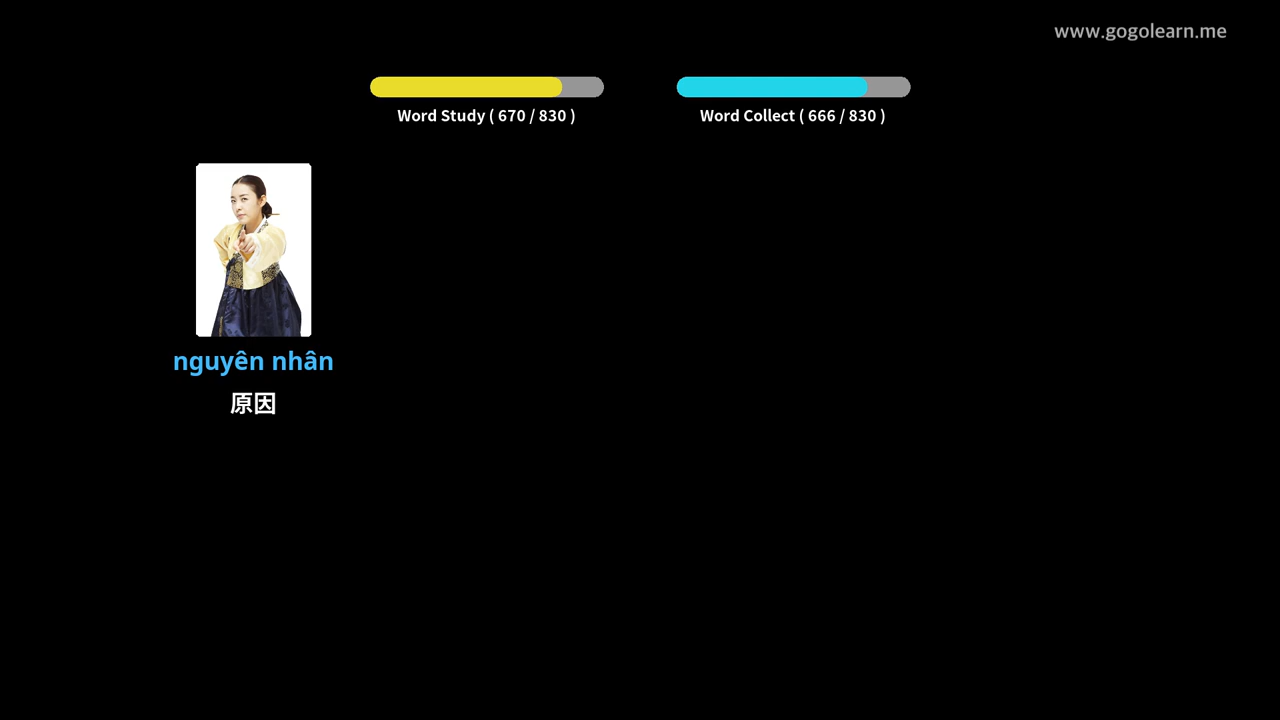 www.gogolearn.me
Word Study ( 670 / 830 )
Word Collect ( 666 / 830 )
nguyên nhân
原因